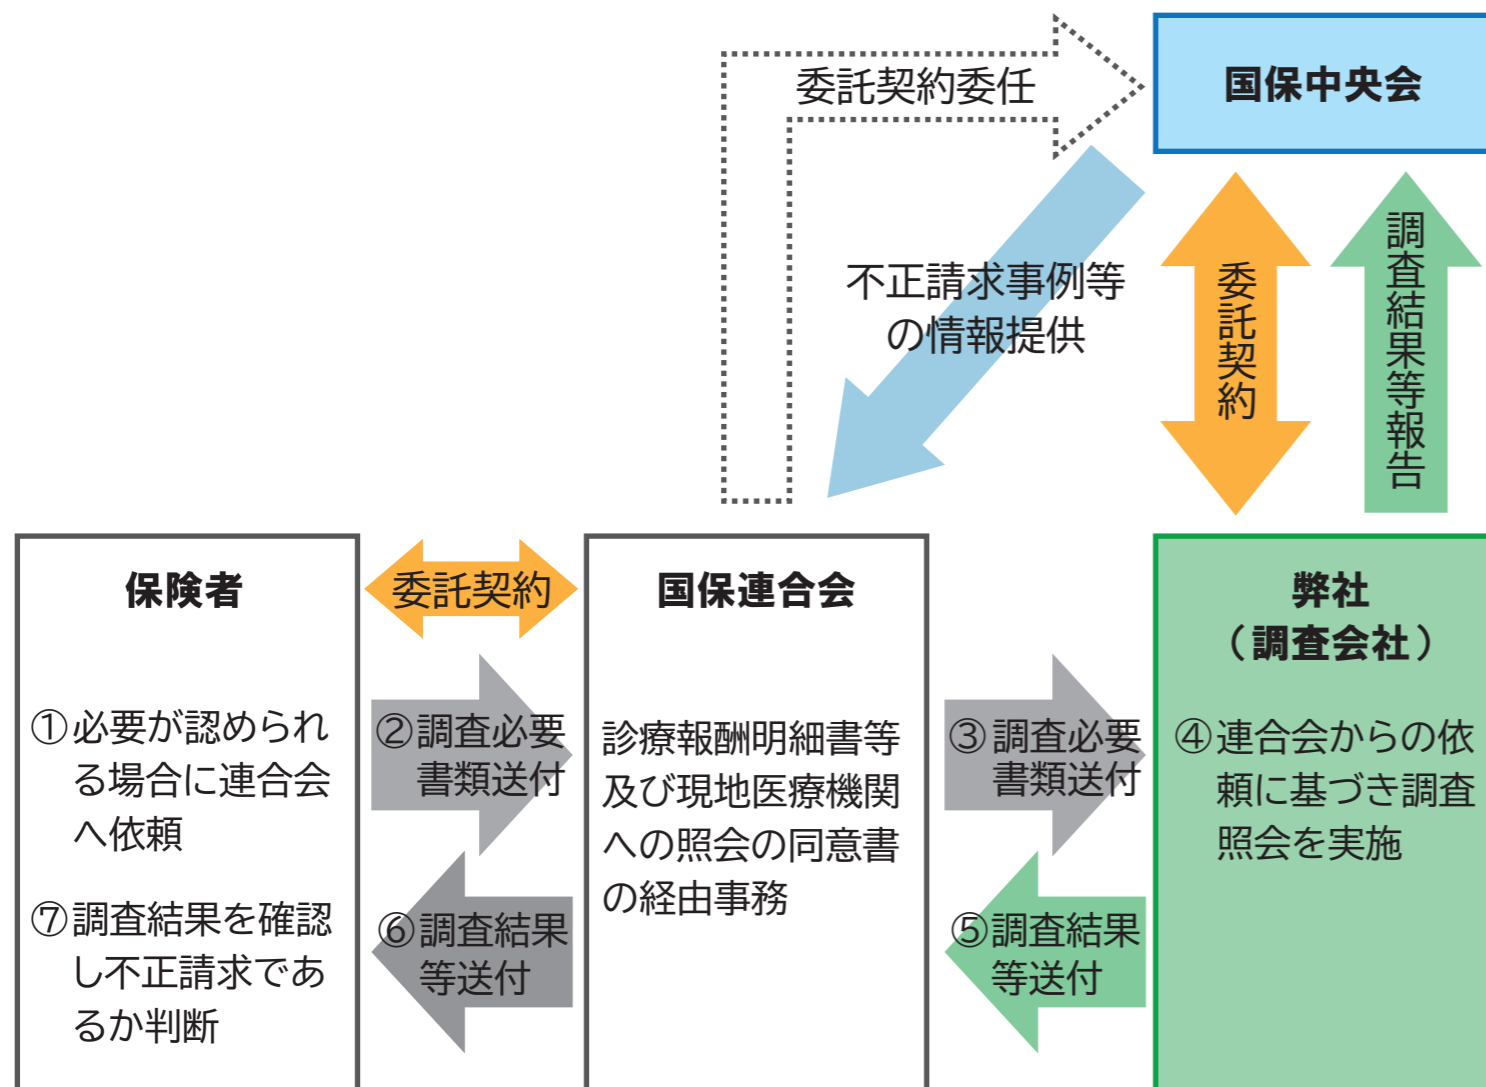 委託契約委任
国保中央会
不正請求事例等
の情報提供
委託契約
調査結果等報告
保険者
委託契約
国保連合会
弊社
（調査会社）
①必要が認められ
る場合に連合会
へ依頼
②調査必要
書類送付
診療報酬明細書等
及び現地医療機関
への照会の同意書
の経由事務
③調査必要
書類送付
④連合会からの依
頼に基づき調査
照会を実施
⑦調査結果を確認
し不正請求であ
るか判断
⑥調査結果
等送付
⑤調査結果
等送付